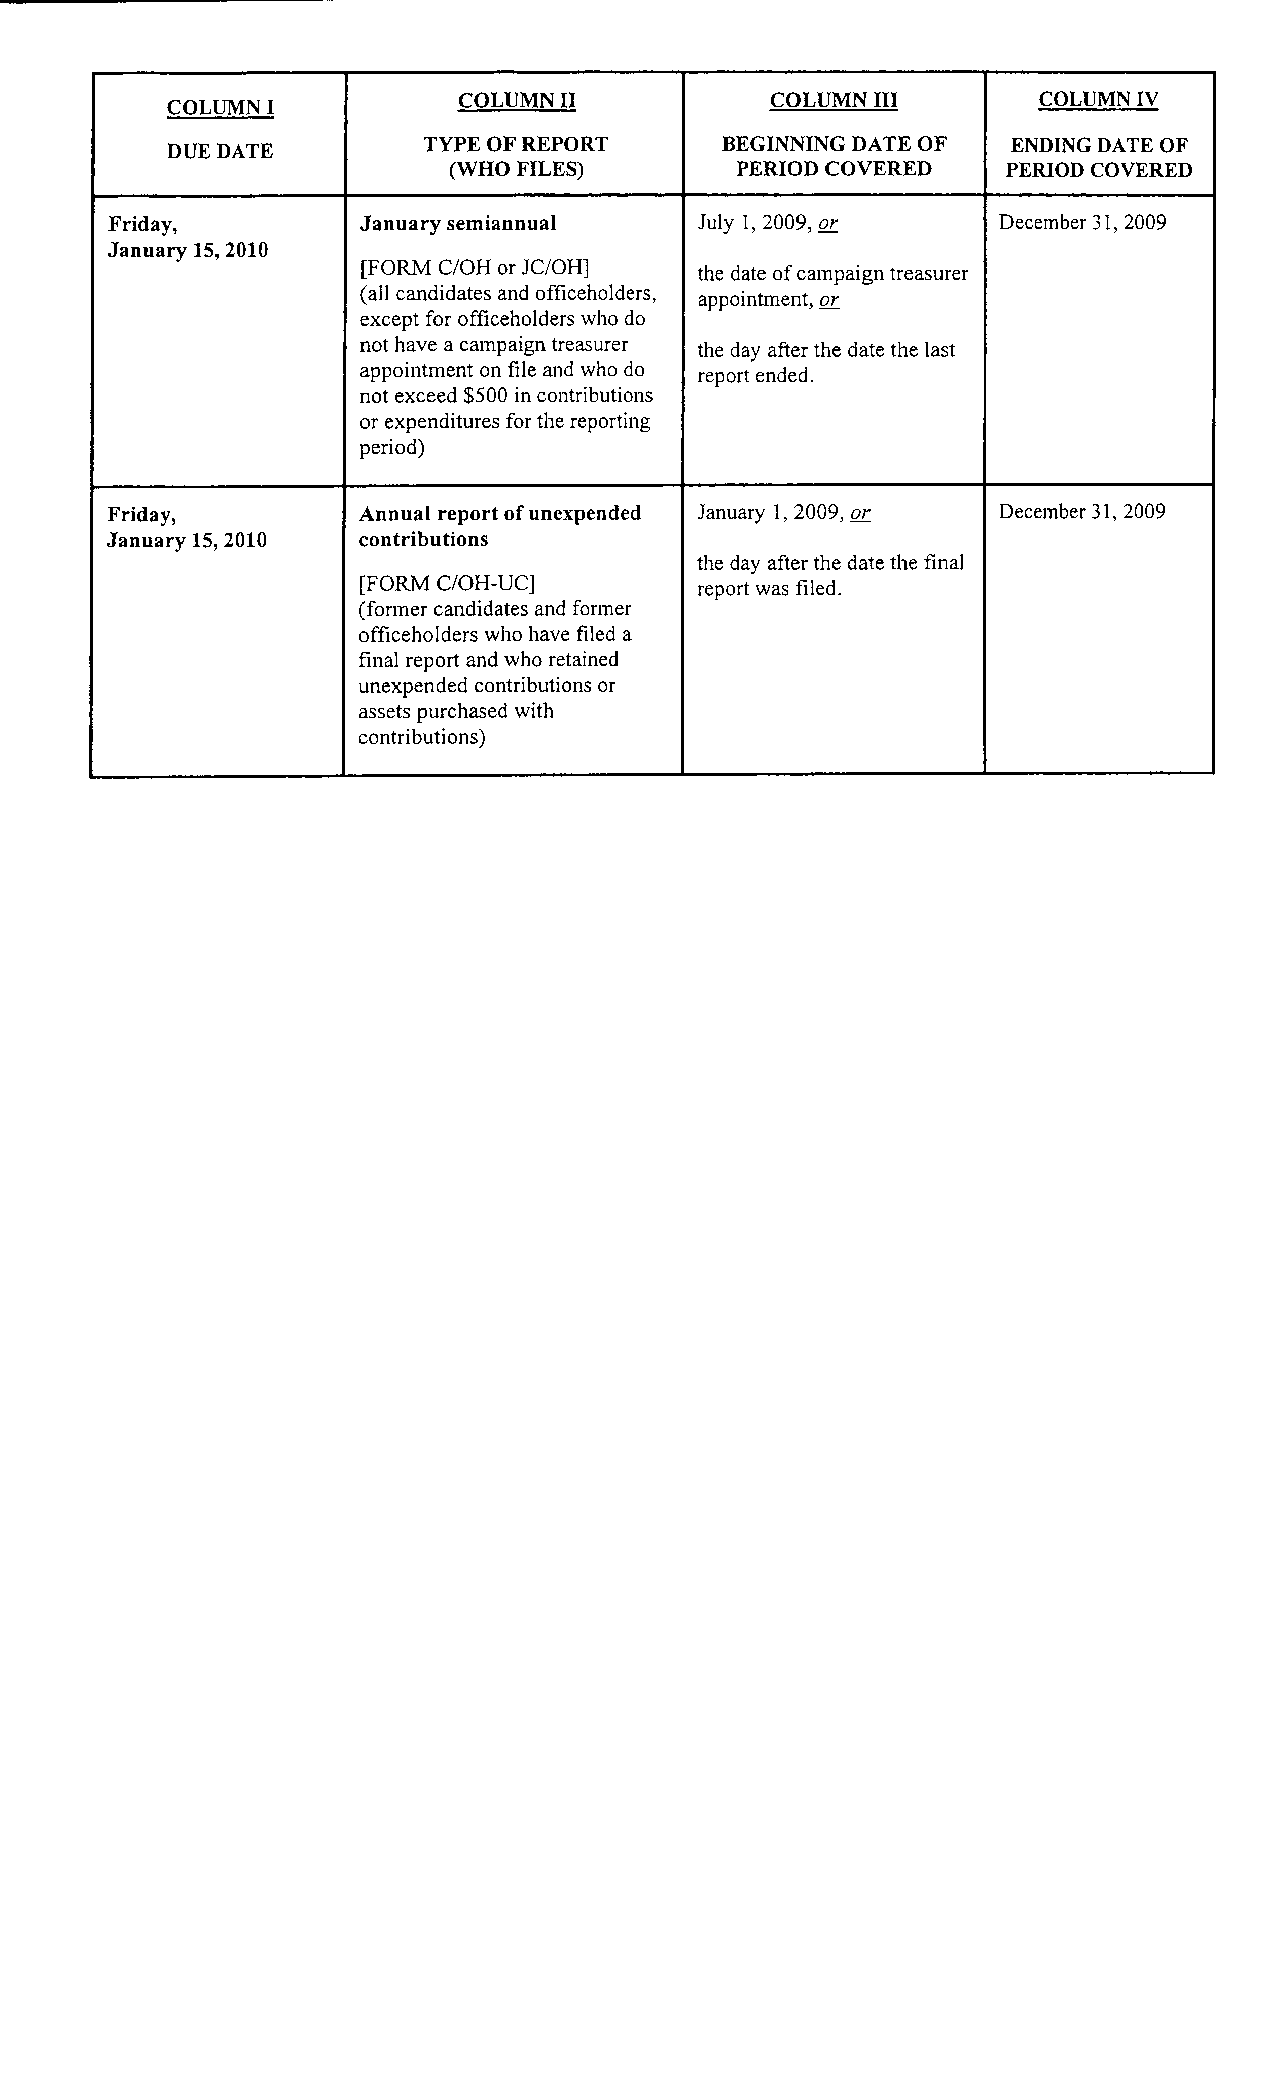 COLUMN I
DUE DATE
COLUMN II
TYPE OF REPORT
(WHO FILES)
COLUMN III
BEGINNING DATE OF
PERIOD COVERED
COLUMN IV
ENDING DATE OF
PERIOD COVERED
Friday,
January 15, 2010
January semiannual
[FORM C/OH or JC/OH]
(all candidates and officeholders,
except for officeholders who do
not have a campaign treasurer
appointment on file and who do
not exceed $500 in contributions
or expenditures for the reporting
period)
July 1, 2009, or
the date of campaign treasurer
appointment, or
the day after the date the last
report ended.
December 31, 2009
Friday,
January 15, 2010
Annual report of unexpended
contributions
[FORM C/OH-UC]
(former candidates and former
officeholders who have filed a
final report and who retained
unexpended contributions or
assets purchased with
contributions)
January 1, 2009, or
the day after the date the final
report was filed.
December 31, 2009